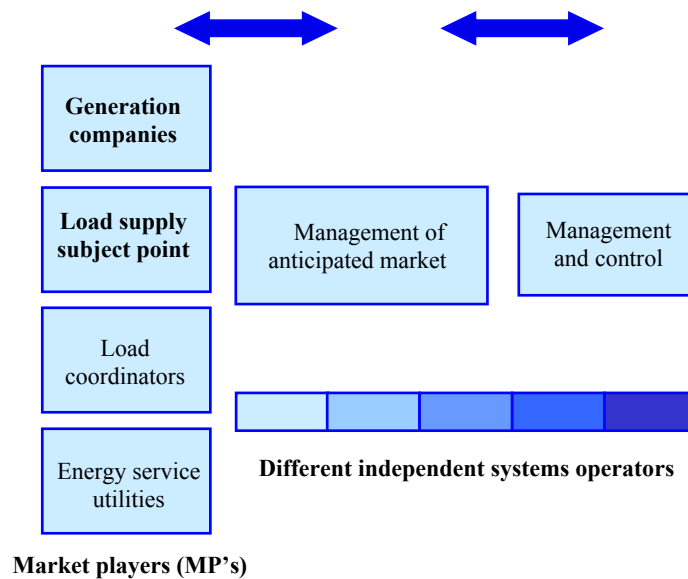 Generation
companies
Load supply
subject point
Management of
anticipated market
Management
and control
Load
coordinators
Energy service
utilities
Different independent systems operators
Market players (MP's)